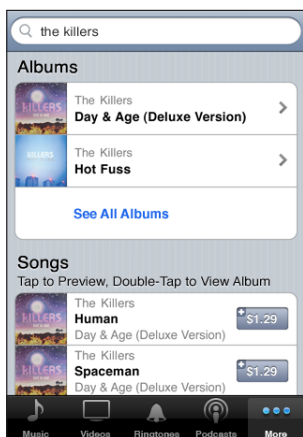 the killers
Albums
The Killers
Day & Age (Deluxe Version)
The Killers
Hot Fuss
See All Albums
Songs
Tap to Preview, Double-Tap to View Album
The Killers
Human
$1.29
Day & Age (Deluxe Version)
The Killers
Spaceman
$1.29
Day & Age (Deluxe Version)
Music Videos Ringtones Podcasts More